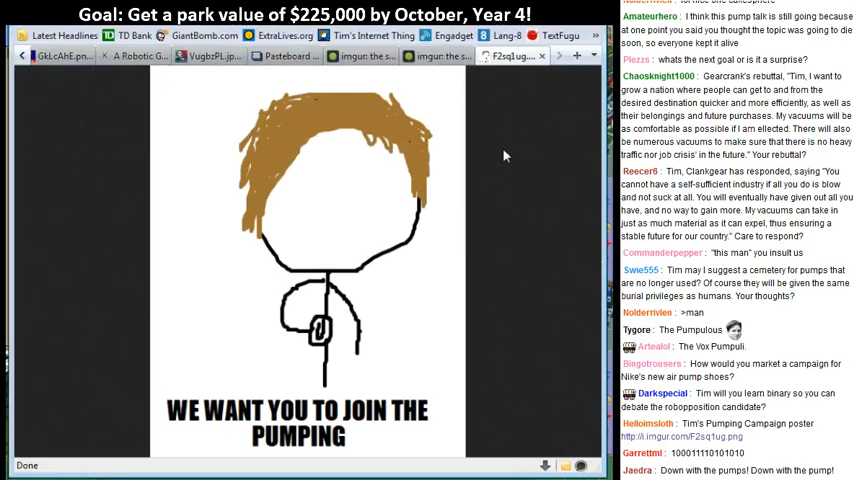 Goal: Get a park value of $225,000 by October, Year 4!
Latest Headlines TD Bank GiantBomb.com ExtraLives.org Tim's Internet Thing Engadget Lang-8 TextFugu
GkLcAhE.pn... A Robotic G... VugbzPL.jp... Pasteboard ... imgur: the s... imgur: the s... F2sq1ug....
WE WANT YOU TO JOIN THE
PUMPING
Done
Amateurhero : I think this pump talk is still going because
at one point you said you thought the topic was going to die
soon, so everyone kept it alive
Plezzs : whats the next goal or is it a surprise?
Chaosknight1000 : Gearcrank's rebuttal, "Tim, I want to
grow a nation where people can get to and from the
desired destination quicker and more efficiently, as well as
their belongings and future purchases. My vacuums will be
as comfortable as possible if I am ellected. There will also
be numerous vacuums to make sure that there is no heavy
traffic nor job crisis' in the future." Your rebuttal?
Reecer6 : Tim, Clankgear has responded, saying "You
cannot have a self-sufficient industry if all you do is blow
and not suck at all. You will eventually have given out all you
have, and no way to gain more. My vacuums can take in
just as much material as it can expel, thus ensuring a
stable future for our country." Care to respond?
Commanderpepper : "this man" you insult us
Swie555 : Tim may I suggest a cemetery for pumps that
are no longer used? Of course they will be given the same
burial privileges as humans. Your thoughts?
Nolderrivlen : >man
Tygore : The Pumpulous
Artealol : The Vox Pumpuli.
Bingotrousers : How would you market a campaign for
Nike's new air pump shoes?
Darkspecial : Tim will you learn binary so you can
debate the robopposition candidate?
Helloimsloth : Tim's Pumping Campaign poster
http://i.imgur.com/F2sq1ug.png
Garrettml : 100011110101010
Jaedra : Down with the pumps! Down with the pump!